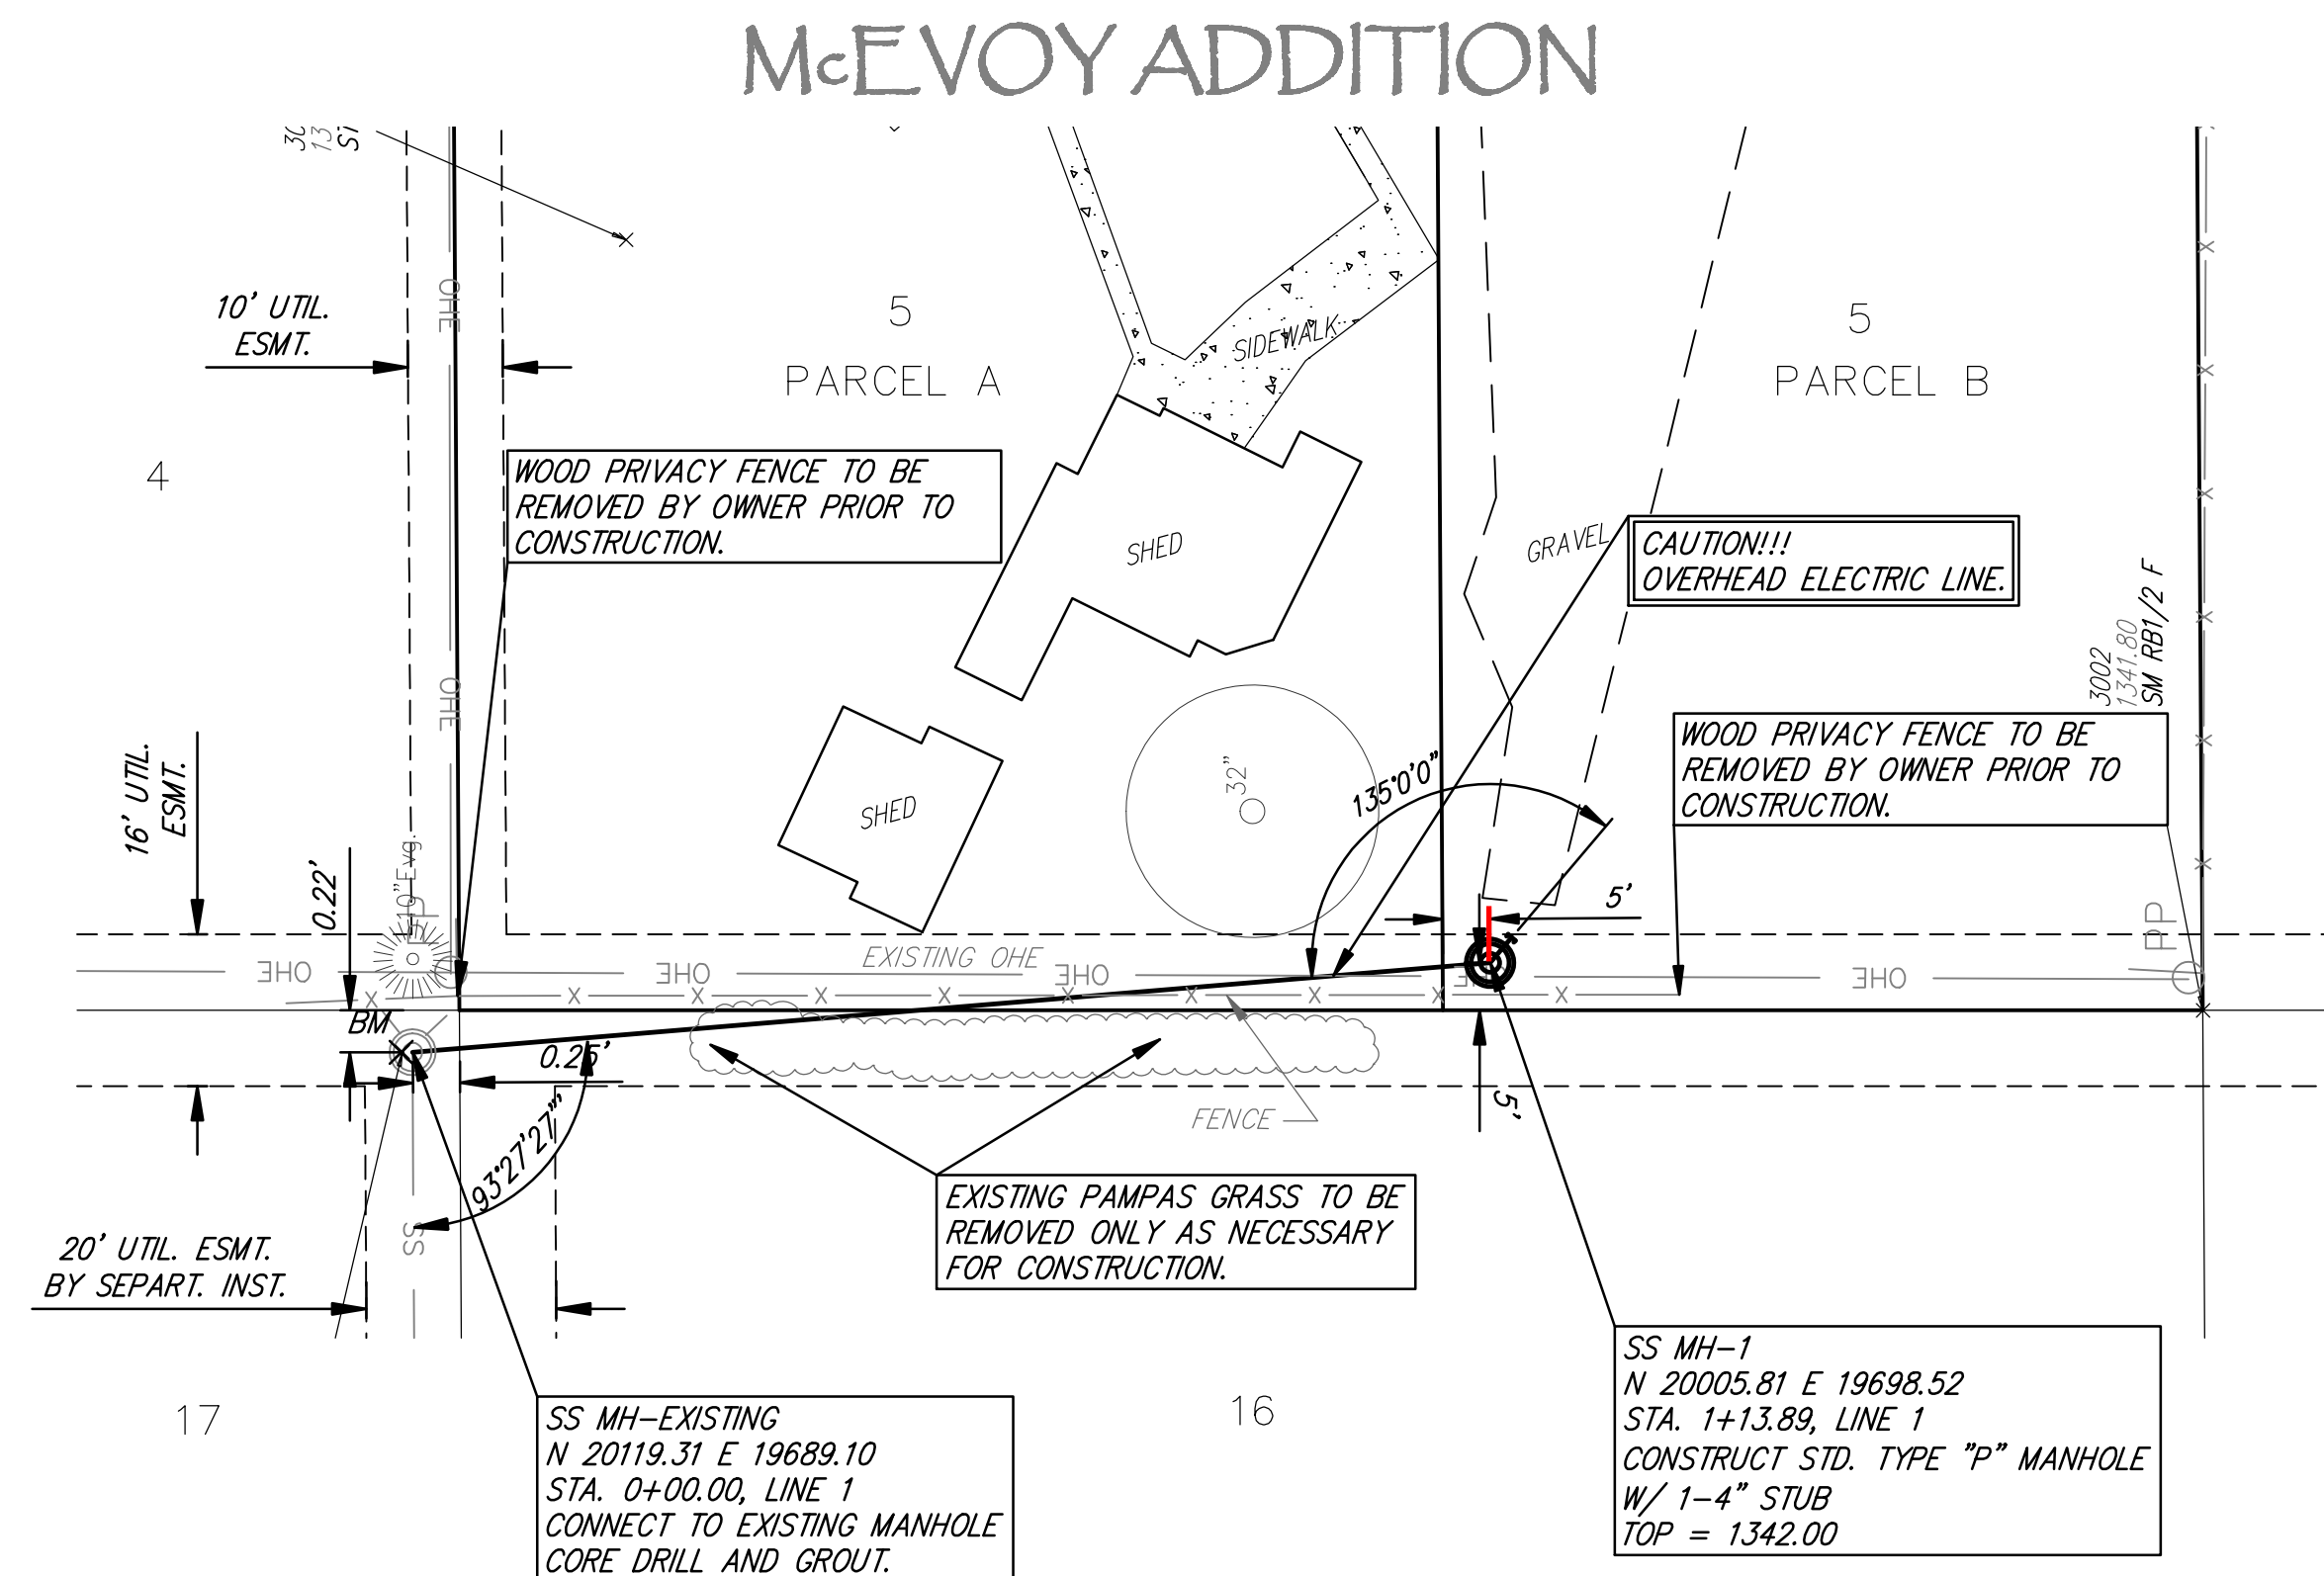 McEVOY ADDITION
10' UTIL.
ESMT.
OHE
5
PARCEL A
SIDEWALK
5
PARCEL B
4
WOOD PRIVACY FENCE TO BE
REMOVED BY OWNER PRIOR TO
CONSTRUCTION.
SHED
GRAVEL
CAUTION!!!
OVERHEAD ELECTRIC LINE.
3002
1341.80
SM RB1/2 F
OHE
WOOD PRIVACY FENCE TO BE
REMOVED BY OWNER PRIOR TO
CONSTRUCTION.
16' UTIL.
ESMT.
SHED
32"
135°0'0"
0.22'
10"Evg.
5'
PP
EXISTING OHE
OHE
OHE
OHE
OHE
BM
0.25'
93°27'27"
FENCE
5'
SS
20' UTIL. ESMT.
BY SEPART. INST.
EXISTING PAMPAS GRASS TO BE
REMOVED ONLY AS NECESSARY
FOR CONSTRUCTION.
17
16
SS MH-EXISTING
N 20119.31 E 19689.10
STA. 0+00.00, LINE 1
CONNECT TO EXISTING MANHOLE
CORE DRILL AND GROUT.
SS MH-1
N 20005.81 E 19698.52
STA. 1+13.89, LINE 1
CONSTRUCT STD. TYPE "P" MANHOLE
W/ 1-4" STUB
TOP = 1342.00